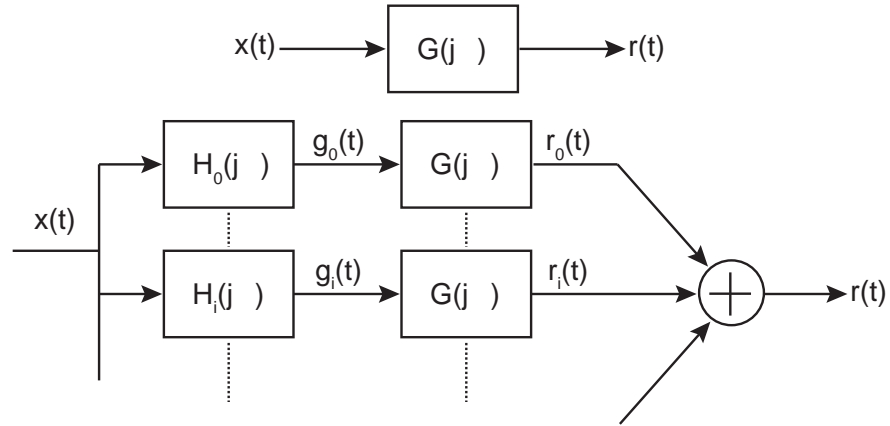 x(t) G(j ) r(t)
H₀(j ) g₀(t) G(j ) r₀(t)
x(t)
Hᵢ(j ) gᵢ(t) G(j ) rᵢ(t) r(t)